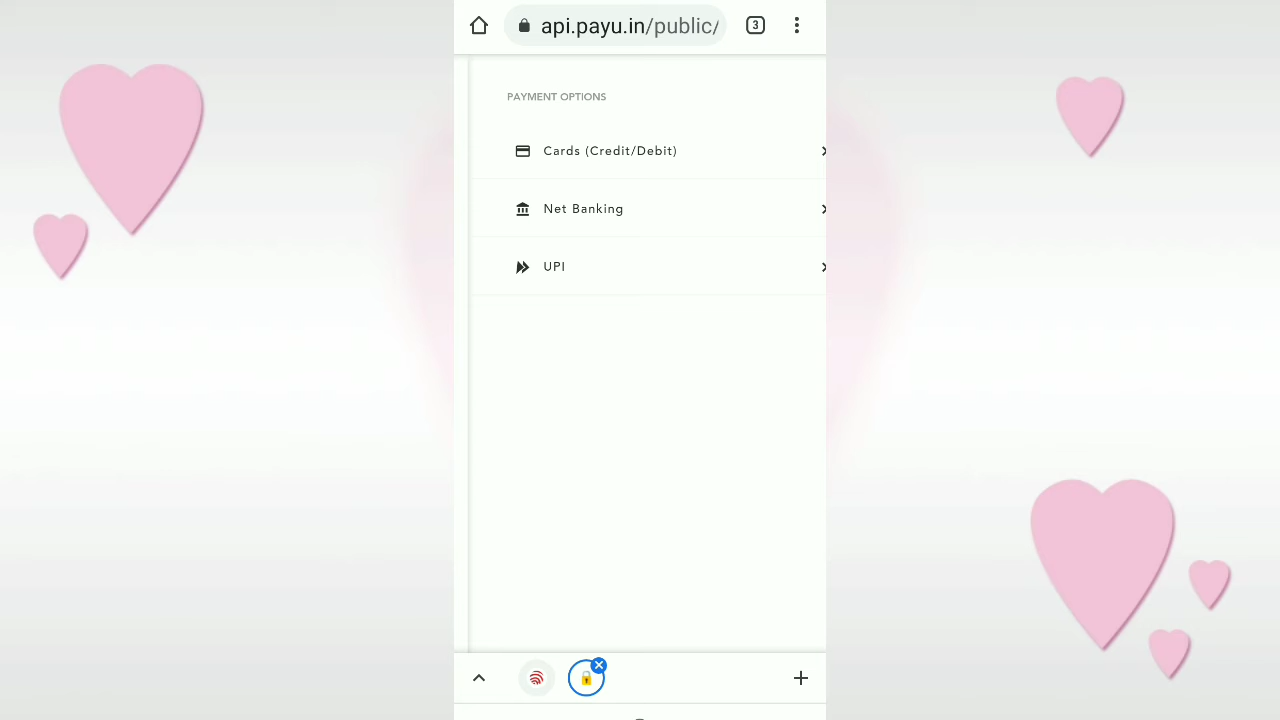 api.payu.in/public/
3
PAYMENT OPTIONS
Cards (Credit/Debit)
Net Banking
UPI